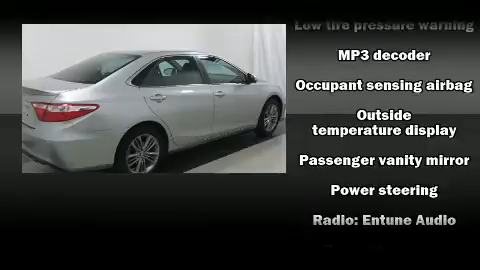 Low tire pressure warning
MP3 decoder
Occupant sensing airbag
Outside
temperature display
Passenger vanity mirror
Power steering
Radio: Entune Audio